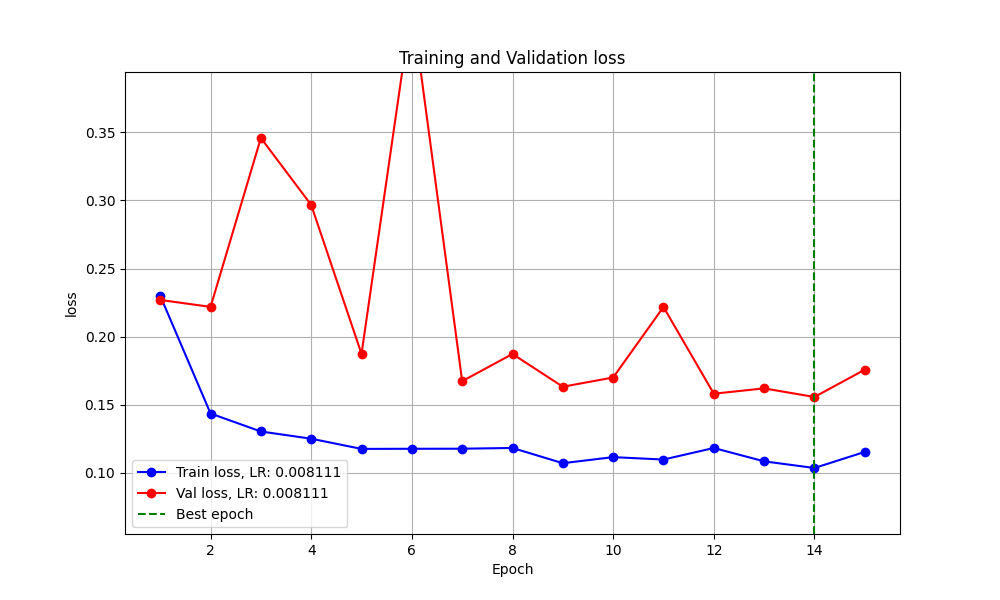 Training and Validation loss
0.35
0.30
0.25
0.20
0.15
0.10
loss
Train loss, LR: 0.008111
Val loss, LR: 0.008111
Best epoch
2 4 6 8 10 12 14
Epoch